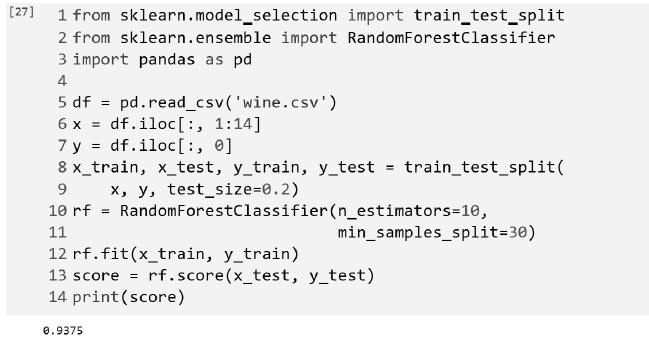 [27] 1 from sklearn.model_selection import train_test_split
2 from sklearn.ensemble import RandomForestClassifier
3 import pandas as pd
4
5 df = pd.read_csv('wine.csv')
6 x = df.iloc[:, 1:14]
7 y = df.iloc[:, 0]
8 x_train, x_test, y_train, y_test = train_test_split(
9     x, y, test_size=0.2)
10 rf = RandomForestClassifier(n_estimators=10,
11                             min_samples_split=30)
12 rf.fit(x_train, y_train)
13 score = rf.score(x_test, y_test)
14 print(score)
0.9375